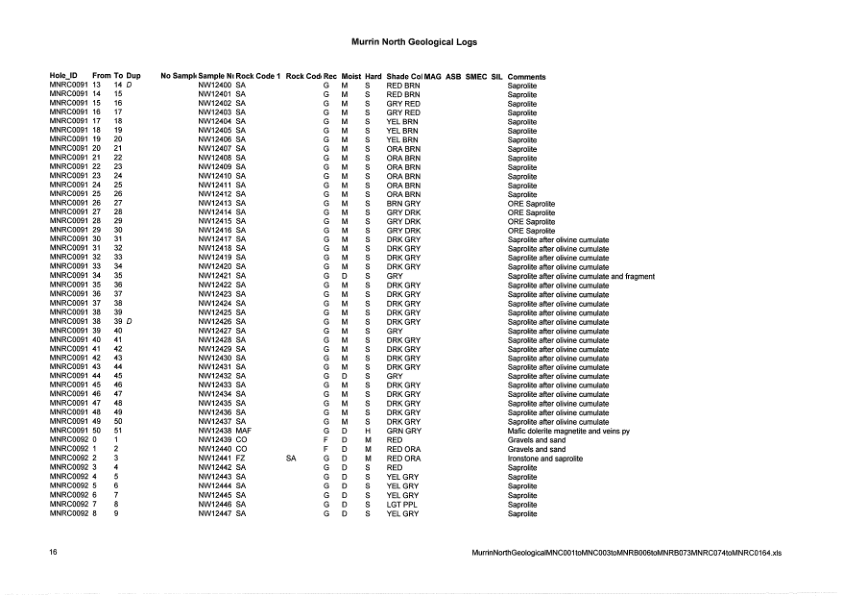 Murrin North Geological Logs
Hole_ID From To Dup No Sample Sample Nu Rock Code 1 Rock Cod Rec Moist Hard Shade Col MAG ASB SMEC SIL Comments
MNRC0091 13 14 D NW12400 SA G M S RED BRN Saprolite
MNRC0091 14 15 NW12401 SA G M S RED BRN Saprolite
MNRC0091 15 16 NW12402 SA G M S GRY RED Saprolite
MNRC0091 16 17 NW12403 SA G M S GRY RED Saprolite
MNRC0091 17 18 NW12404 SA G M S YEL BRN Saprolite
MNRC0091 18 19 NW12405 SA G M S YEL BRN Saprolite
MNRC0091 19 20 NW12406 SA G M S YEL BRN Saprolite
MNRC0091 20 21 NW12407 SA G M S ORA BRN Saprolite
MNRC0091 21 22 NW12408 SA G M S ORA BRN Saprolite
MNRC0091 22 23 NW12409 SA G M S ORA BRN Saprolite
MNRC0091 23 24 NW12410 SA G M S ORA BRN Saprolite
MNRC0091 24 25 NW12411 SA G M S ORA BRN Saprolite
MNRC0091 25 26 NW12412 SA G M S ORA BRN Saprolite
MNRC0091 26 27 NW12413 SA G M S BRN GRY ORE Saprolite
MNRC0091 27 28 NW12414 SA G M S GRY DRK ORE Saprolite
MNRC0091 28 29 NW12415 SA G M S GRY DRK ORE Saprolite
MNRC0091 29 30 NW12416 SA G M S GRY DRK ORE Saprolite
MNRC0091 30 31 NW12417 SA G M S DRK GRY Saprolite after olivine cumulate
MNRC0091 31 32 NW12418 SA G M S DRK GRY Saprolite after olivine cumulate
MNRC0091 32 33 NW12419 SA G M S DRK GRY Saprolite after olivine cumulate
MNRC0091 33 34 NW12420 SA G M S DRK GRY Saprolite after olivine cumulate
MNRC0091 34 35 NW12421 SA G D S GRY Saprolite after olivine cumulate and fragment
MNRC0091 35 36 NW12422 SA G M S DRK GRY Saprolite after olivine cumulate
MNRC0091 36 37 NW12423 SA G M S DRK GRY Saprolite after olivine cumulate
MNRC0091 37 38 NW12424 SA G M S DRK GRY Saprolite after olivine cumulate
MNRC0091 38 39 NW12425 SA G M S DRK GRY Saprolite after olivine cumulate
MNRC0091 38 39 D NW12426 SA G M S DRK GRY Saprolite after olivine cumulate
MNRC0091 39 40 NW12427 SA G M S GRY Saprolite after olivine cumulate
MNRC0091 40 41 NW12428 SA G M S DRK GRY Saprolite after olivine cumulate
MNRC0091 41 42 NW12429 SA G M S DRK GRY Saprolite after olivine cumulate
MNRC0091 42 43 NW12430 SA G M S DRK GRY Saprolite after olivine cumulate
MNRC0091 43 44 NW12431 SA G M S DRK GRY Saprolite after olivine cumulate
MNRC0091 44 45 NW12432 SA G D S GRY Saprolite after olivine cumulate
MNRC0091 45 46 NW12433 SA G M S DRK GRY Saprolite after olivine cumulate
MNRC0091 46 47 NW12434 SA G M S DRK GRY Saprolite after olivine cumulate
MNRC0091 47 48 NW12435 SA G M S DRK GRY Saprolite after olivine cumulate
MNRC0091 48 49 NW12436 SA G M S DRK GRY Saprolite after olivine cumulate
MNRC0091 49 50 NW12437 SA G M S DRK GRY Saprolite after olivine cumulate
MNRC0091 50 51 NW12438 MAF G D H GRN GRY Mafic dolerite magnetite and veins py
MNRC0092 0 1 NW12439 CO F D M RED Gravels and sand
MNRC0092 1 2 NW12440 CO F D M RED ORA Gravels and sand
MNRC0092 2 3 NW12441 FZ SA G D M RED ORA Ironstone and saprolite
MNRC0092 3 4 NW12442 SA G D S RED Saprolite
MNRC0092 4 5 NW12443 SA G D S YEL GRY Saprolite
MNRC0092 5 6 NW12444 SA G D S YEL GRY Saprolite
MNRC0092 6 7 NW12445 SA G D S YEL GRY Saprolite
MNRC0092 7 8 NW12446 SA G D S LGT PPL Saprolite
MNRC0092 8 9 NW12447 SA G D S YEL GRY Saprolite
16 MurrinNorthGeologicalMNC001toMNC003toMNRB006toMNRB073MNRC074toMNRC0164.xls